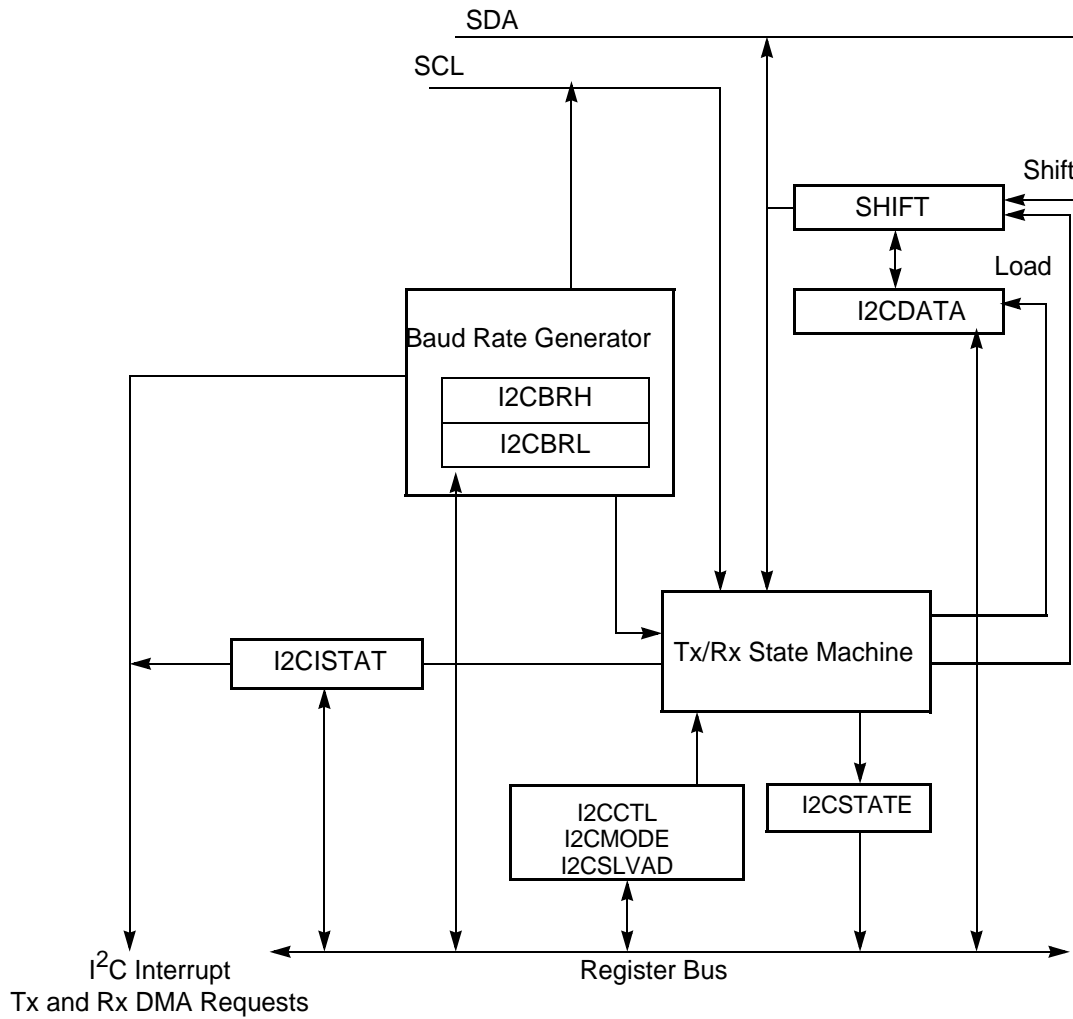 SDA
SCL
Shift
SHIFT
Load
I2CDATA
Baud Rate Generator
I2CBRH
I2CBRL
Tx/Rx State Machine
I2CISTAT
I2CCTL
I2CMODE
I2CSLVAD
I2CSTATE
I2C Interrupt
Tx and Rx DMA Requests
Register Bus